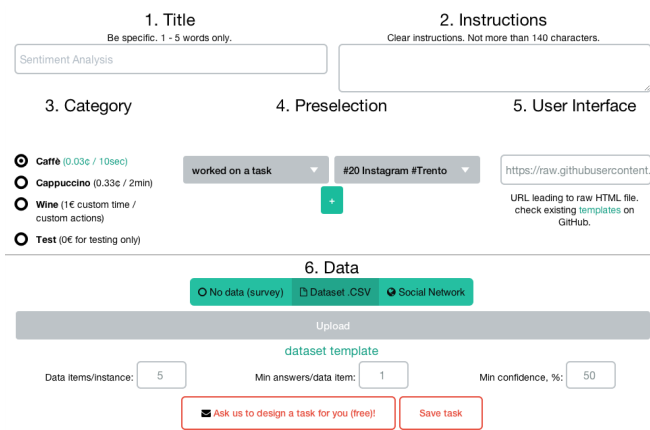 1. Title
Be specific. 1 - 5 words only.
Sentiment Analysis
2. Instructions
Clear instructions. Not more than 140 characters.
3. Category
4. Preselection
5. User Interface
Caffè (0.03¢ / 10sec)
Cappuccino (0.33¢ / 2min)
Wine (1€ custom time /
custom actions)
Test (0€ for testing only)
worked on a task
#20 Instagram #Trento
+
https://raw.githubusercontent.
URL leading to raw HTML file.
check existing templates on
GitHub.
6. Data
No data (survey)
Dataset .CSV
Social Network
Upload
dataset template
Data items/instance: 5
Min answers/data item: 1
Min confidence, %: 50
Ask us to design a task for you (free)!
Save task